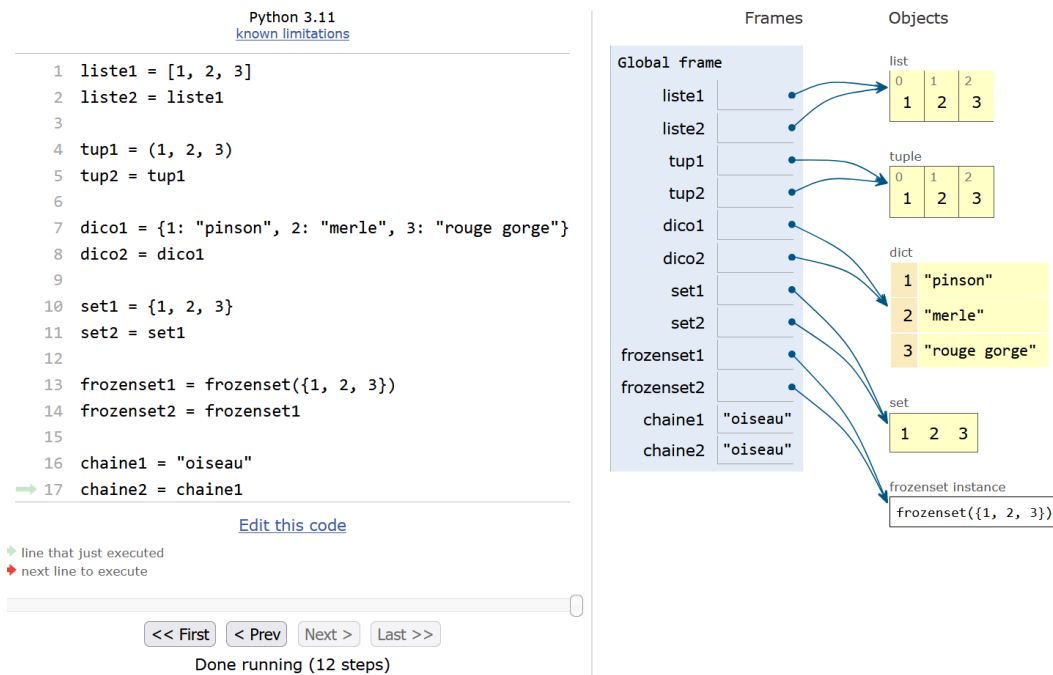 Python 3.11
known limitations
1 liste1 = [1, 2, 3]
2 liste2 = liste1
3
4 tup1 = (1, 2, 3)
5 tup2 = tup1
6
7 dico1 = {1: "pinson", 2: "merle", 3: "rouge gorge"}
8 dico2 = dico1
9
10 set1 = {1, 2, 3}
11 set2 = set1
12
13 frozenset1 = frozenset({1, 2, 3})
14 frozenset2 = frozenset1
15
16 chaine1 = "oiseau"
17 chaine2 = chaine1
Edit this code
line that just executed
next line to execute
<< First < Prev Next > Last >>
Done running (12 steps)
Frames Objects
Global frame
liste1
liste2
tup1
tup2
dico1
dico2
set1
set2
frozenset1
frozenset2
chaine1 "oiseau"
chaine2 "oiseau"
list
0 1 2
1 2 3
tuple
0 1 2
1 2 3
dict
1 "pinson"
2 "merle"
3 "rouge gorge"
set
1 2 3
frozenset instance
frozenset({1, 2, 3})